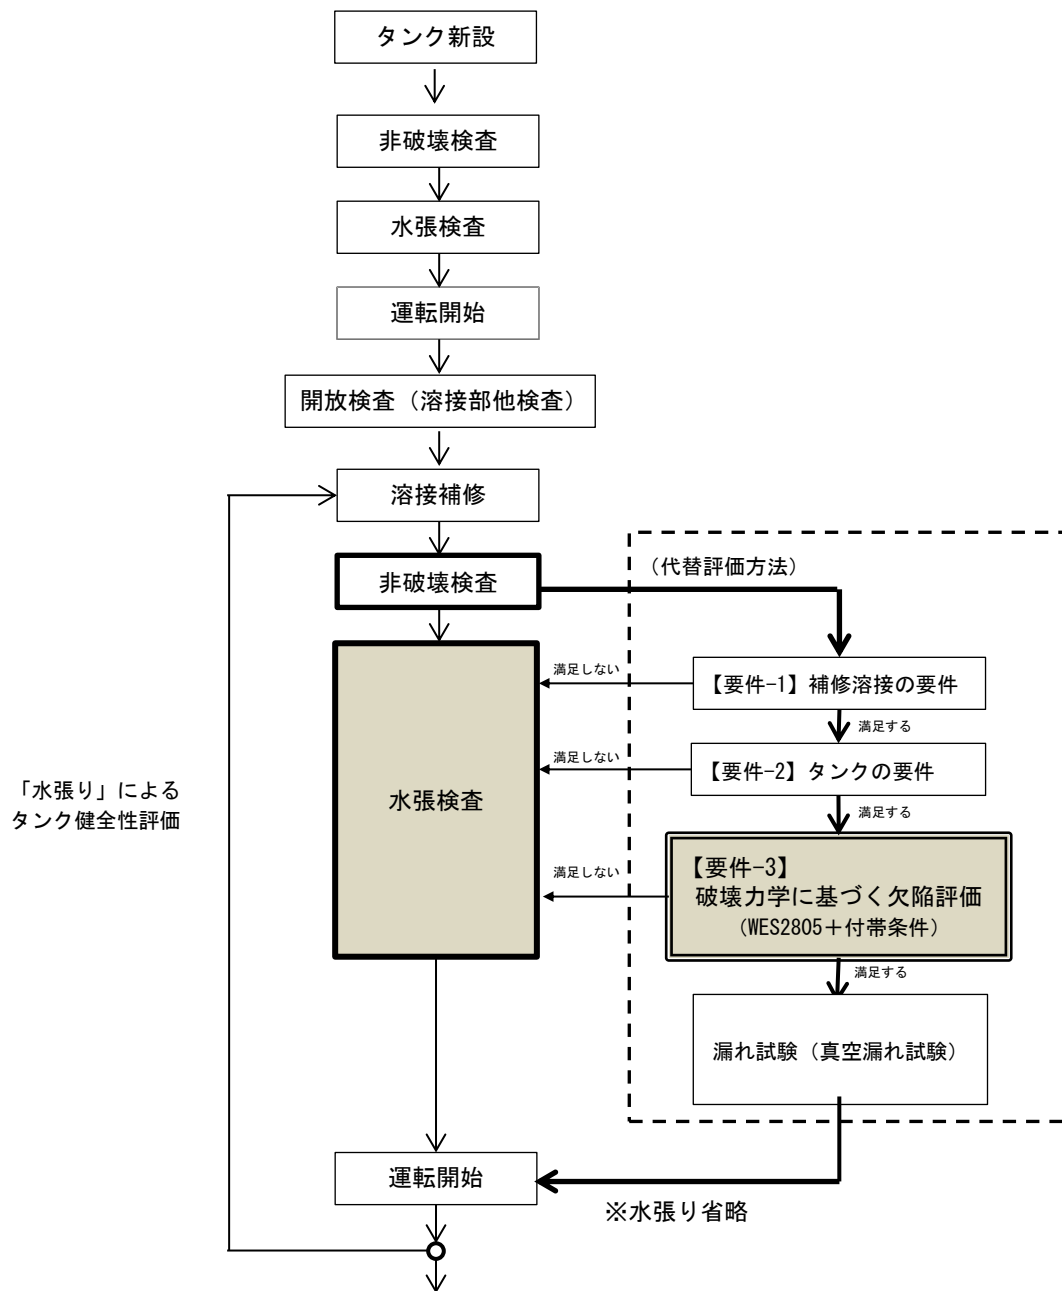 タンク新設
非破壊検査
水張検査
運転開始
開放検査（溶接部他検査）
溶接補修
非破壊検査
（代替評価方法）
満足しない
【要件-1】補修溶接の要件
満足する
満足しない
【要件-2】タンクの要件
満足する
「水張り」による
タンク健全性評価
水張検査
満足しない
【要件-3】
破壊力学に基づく欠陥評価
（WES2805＋付帯条件）
満足する
漏れ試験（真空漏れ試験）
運転開始
※水張り省略